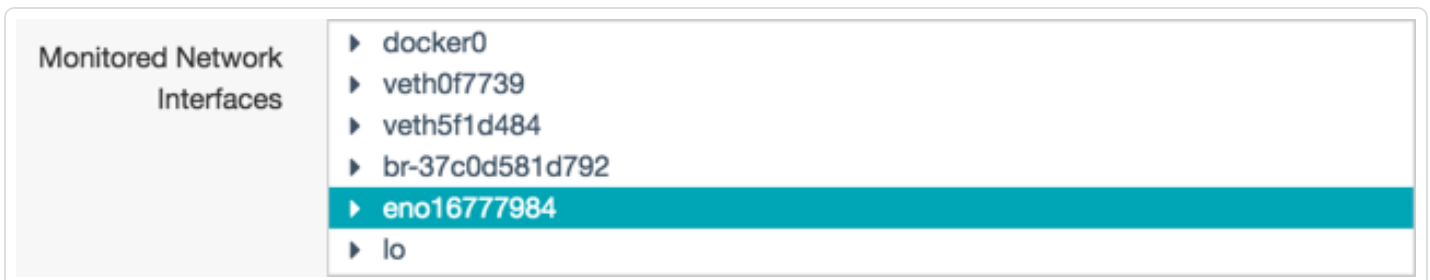 Monitored Network
Interfaces
docker0
veth0f7739
veth5f1d484
br-37c0d581d792
eno16777984
lo